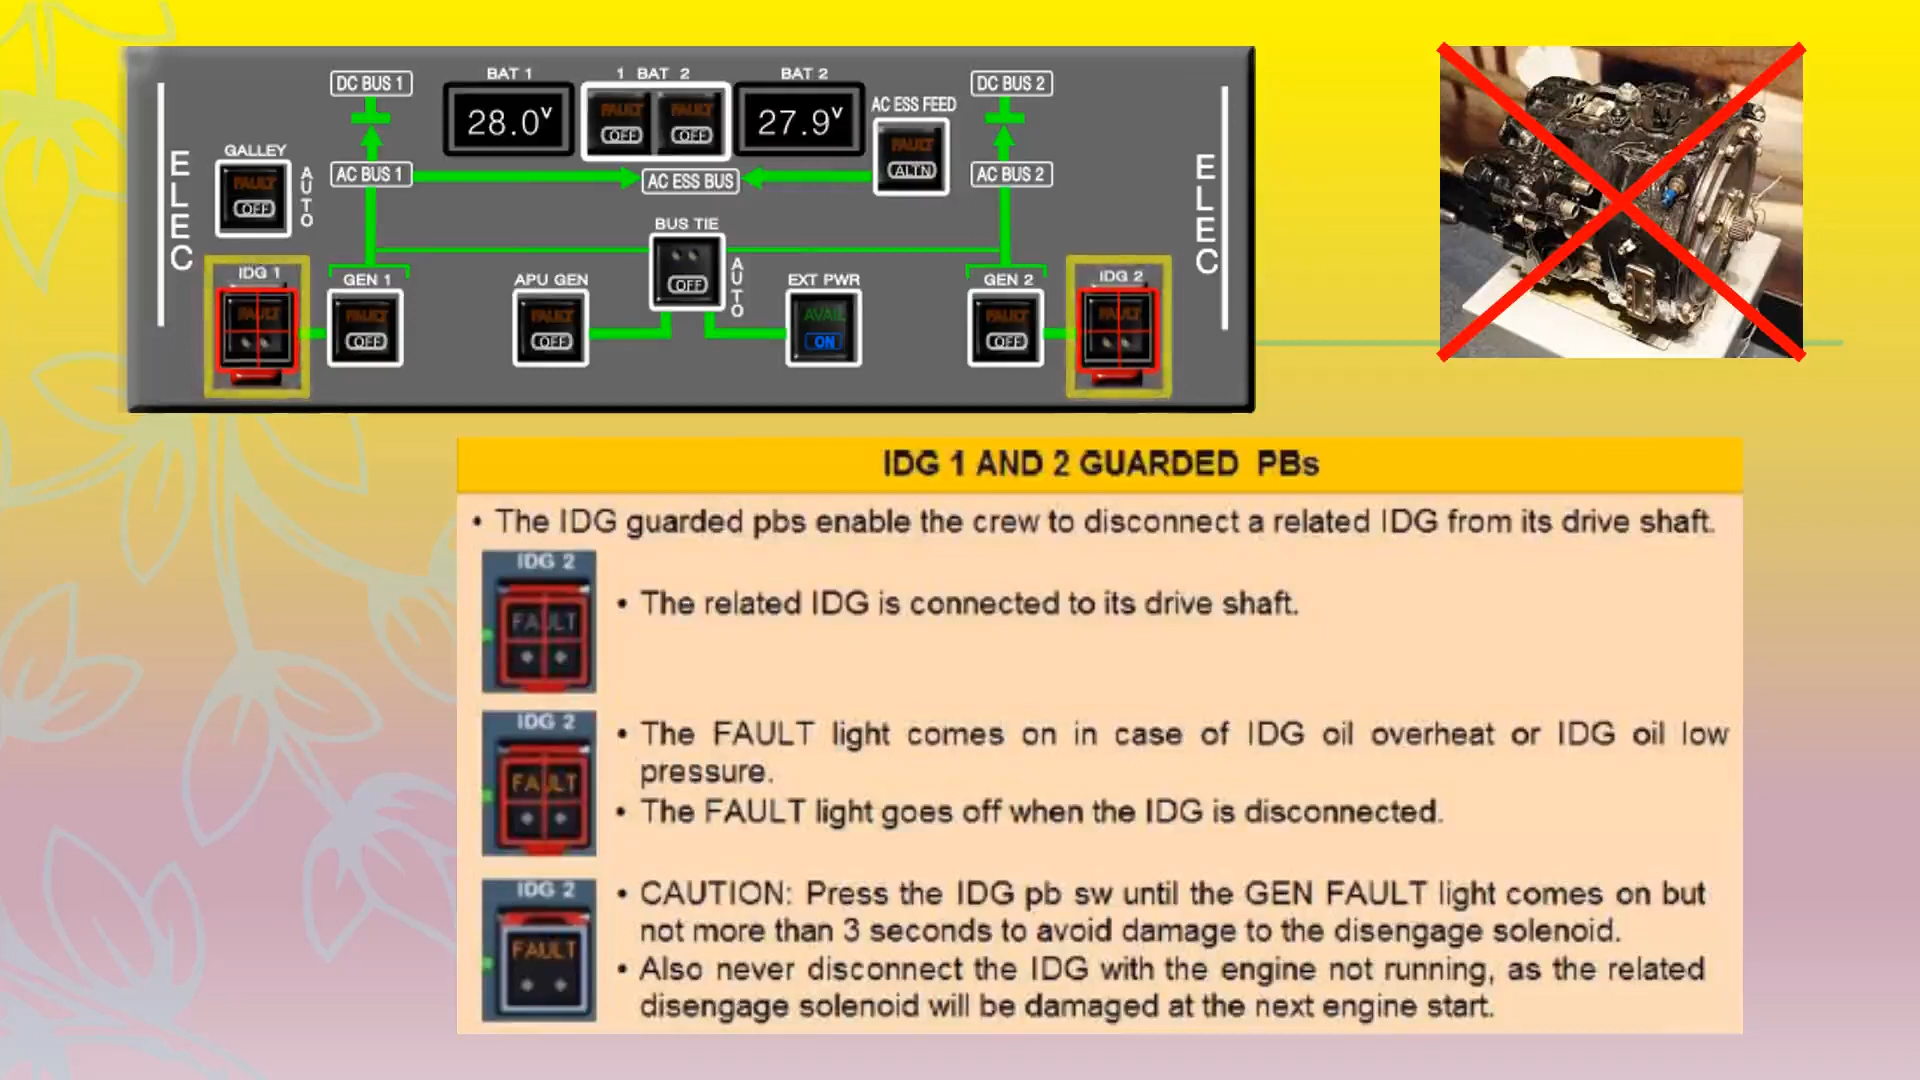 BAT 1
1 BAT 2
BAT 2
DC BUS 1
DC BUS 2
28.0V
FAULT
OFF
FAULT
OFF
27.9V
AC ESS FEED
FAULT
ALTN
GALLEY
FAULT
OFF
AUTO
ELEC
AC BUS 1
AC ESS BUS
AC BUS 2
ELEC
BUS TIE
OFF
AUTO
IDG 1
FAULT
GEN 1
FAULT
OFF
APU GEN
FAULT
OFF
EXT PWR
AVAIL
ON
GEN 2
FAULT
OFF
IDG 2
FAULT
IDG 1 AND 2 GUARDED PBs
• The IDG guarded pbs enable the crew to disconnect a related IDG from its drive shaft.
IDG 2
FAULT
• The related IDG is connected to its drive shaft.
IDG 2
FAULT
• The FAULT light comes on in case of IDG oil overheat or IDG oil low
pressure.
• The FAULT light goes off when the IDG is disconnected.
IDG 2
FAULT
• CAUTION: Press the IDG pb sw until the GEN FAULT light comes on but
not more than 3 seconds to avoid damage to the disengage solenoid.
• Also never disconnect the IDG with the engine not running, as the related
disengage solenoid will be damaged at the next engine start.